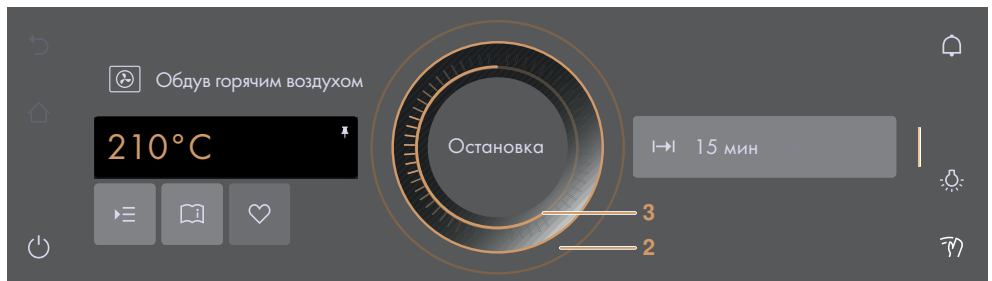 Обдув горячим воздухом
210°C
Остановка
15 мин
3
2